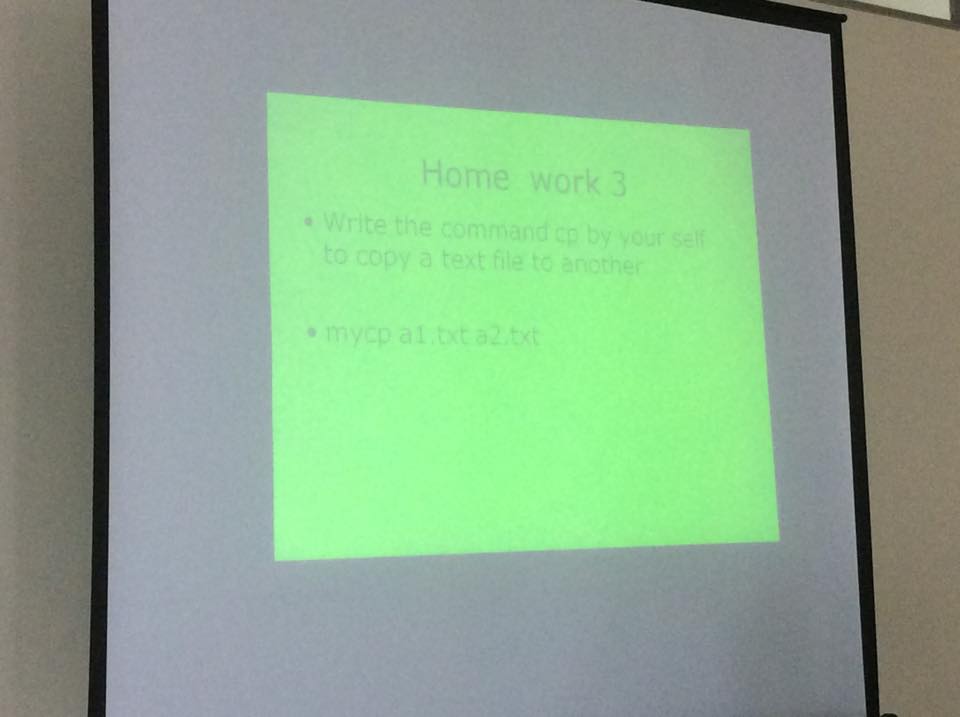 Home work 3
• Write the command cp by your self
to copy a text file to another
• mycp a1.txt a2.txt